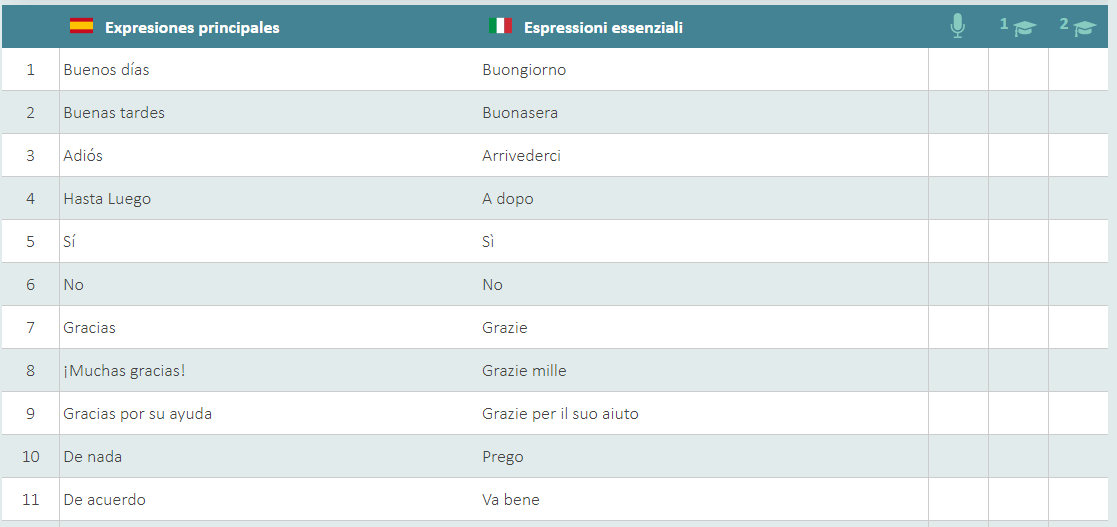 Expresiones principales Espressioni essenziali 1 2
1 Buenos días Buongiorno
2 Buenas tardes Buonasera
3 Adiós Arrivederci
4 Hasta Luego A dopo
5 Sí Sì
6 No No
7 Gracias Grazie
8 ¡Muchas gracias! Grazie mille
9 Gracias por su ayuda Grazie per il suo aiuto
10 De nada Prego
11 De acuerdo Va bene